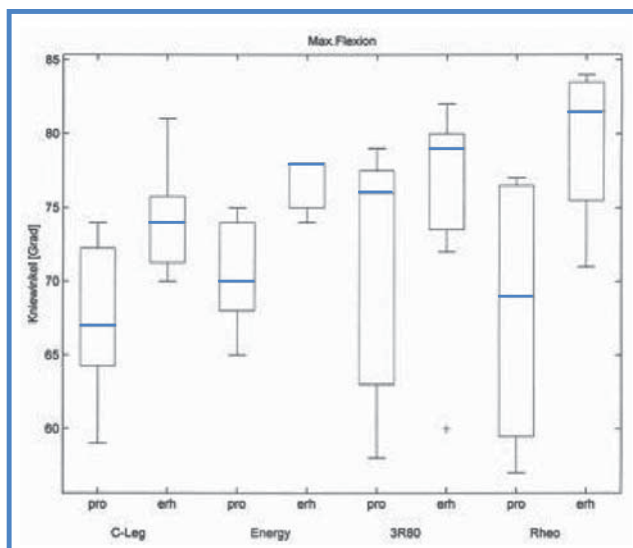 Max.Flexion
85
80
75
70
65
60
Kniewinkel [Grad]
pro erh pro erh pro erh pro erh
C-Leg Energy 3R80 Rheo